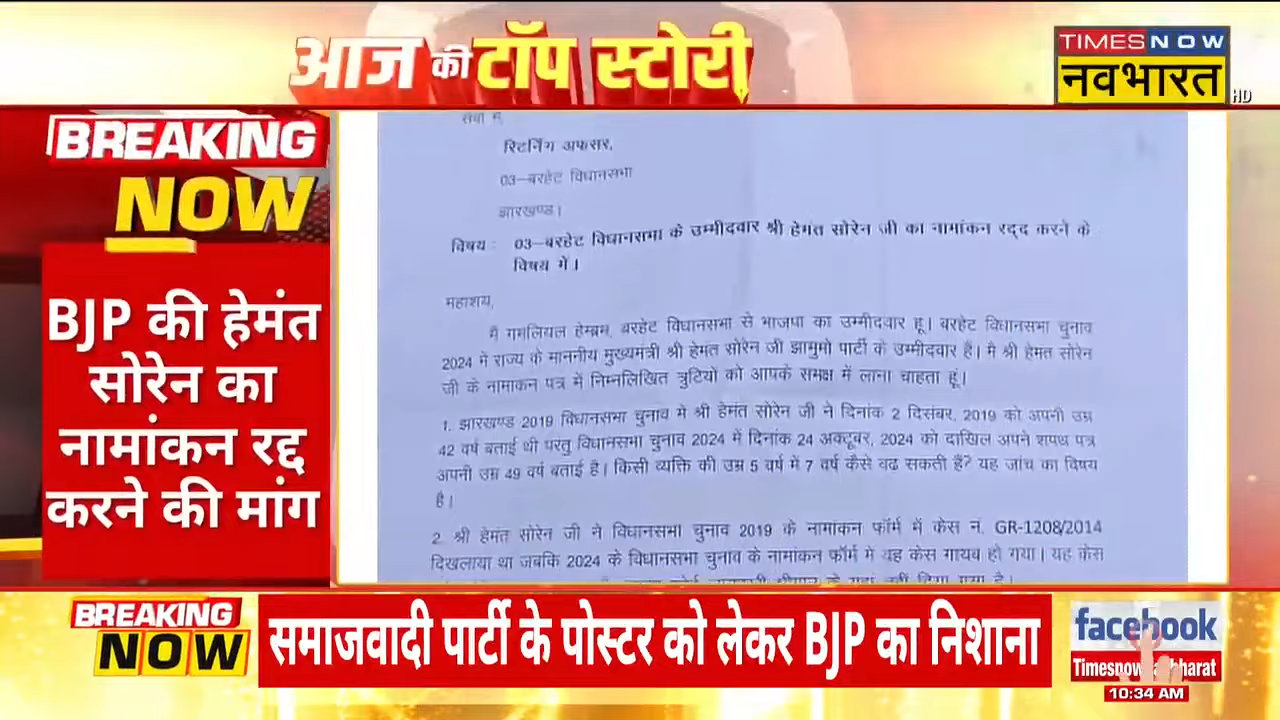 आज की टॉप स्टोरी
TIMES NOW
नवभारत
HD
BREAKING
NOW
BJP की हेमंत
सोरेन का
नामांकन रद्द
करने की मांग
सेवा में,
रिटर्निंग अफसर,
03–बरहेट विधानसभा
झारखण्ड।
विषय : 03–बरहेट विधानसभा के उम्मीदवार श्री हेमंत सोरेन जी का नामांकन रद्द करने के
विषय में।
महाशय,
मै गमलियल हेम्ब्रम, बरहेट विधानसभा से भाजपा का उम्मीदवार हू। बरहेट विधानसभा चुनाव
2024 मे राज्य के माननीय मुख्यमंत्री श्री हेमंत सोरेन जी झामुमो पार्टी के उम्मीदवार है। मै श्री हेमंत सोरेन
जी के नामाकन पत्र में निम्नलिखित त्रुटियों को आपके समक्ष में लाना चाहता हूं।
1. झारखण्ड 2019 विधानसभा चुनाव मे श्री हेमंत सोरेन जी ने दिनांक 2 दिसंबर, 2019 को अपनी उम्र
42 वर्ष बताई थी परतु विधानसभा चुनाव 2024 में दिनांक 24 अक्टूबर, 2024 को दाखिल अपने शपथ पत्र
अपनी उम्र 49 वर्ष बताई है। किसी व्यक्ति की उम्र 5 वर्ष में 7 वर्ष कैसे बढ सकती हैं? यह जांच का विषय
है।
2. श्री हेमंत सोरेन जी ने विधानसभा चुनाव 2019 के नामांकन फॉर्म में केस नं. GR-1208/2014
दिखलाया था जबकि 2024 के विधानसभा चुनाव के नामांकन फॉर्म मे यह केस गायब हो गया। यह केस
BREAKING
NOW
समाजवादी पार्टी के पोस्टर को लेकर BJP का निशाना
facebook
10:34 AM